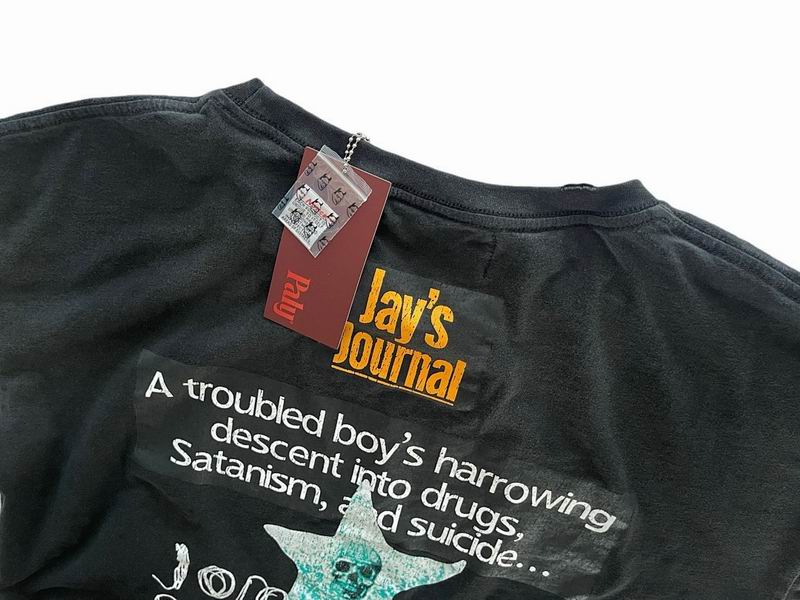 Paly
Jay's
Journal
A troubled boy's harrowing
descent into drugs,
Satanism, and suicide...